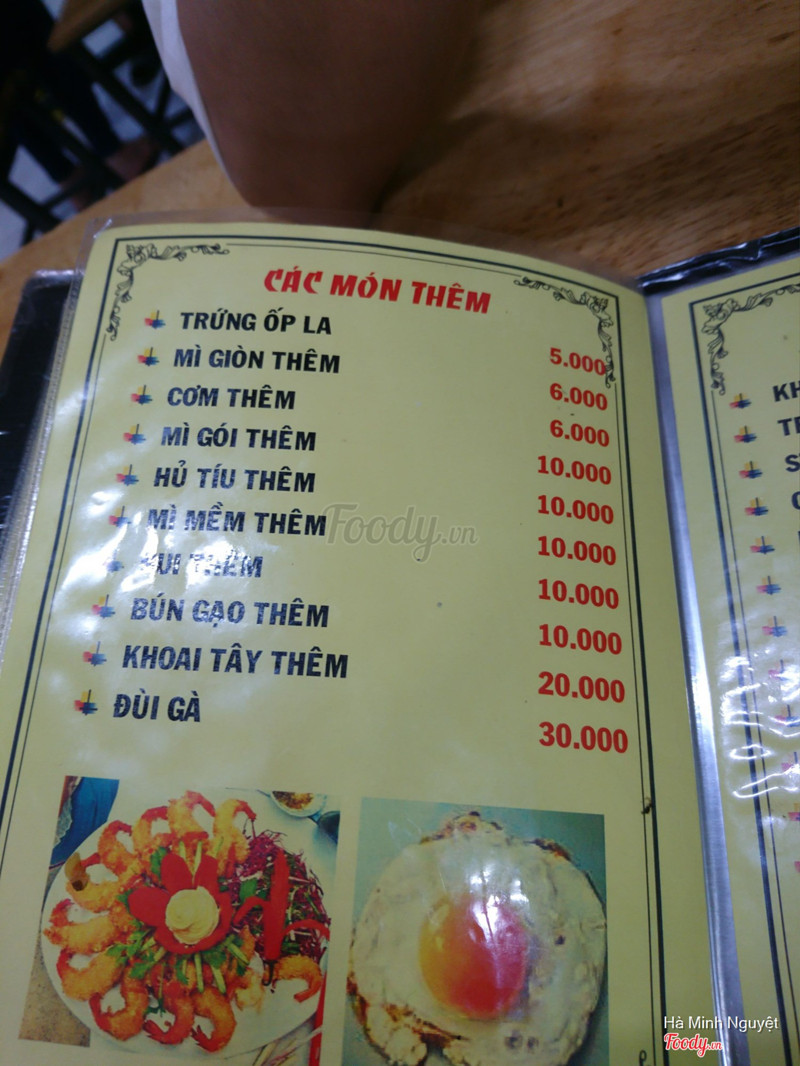 CÁC MÓN THÊM
TRỨNG ỐP LA 5.000
MÌ GIÒN THÊM 6.000
CƠM THÊM 6.000
MÌ GÓI THÊM 10.000
HỦ TÍU THÊM 10.000
MÌ MỀM THÊM 10.000
THÊM 10.000
BÚN GẠO THÊM 10.000
KHOAI TÂY THÊM 20.000
ĐÙI GÀ 30.000
Foody.vn
KH
Hà Minh Nguyệt
Foody.vn